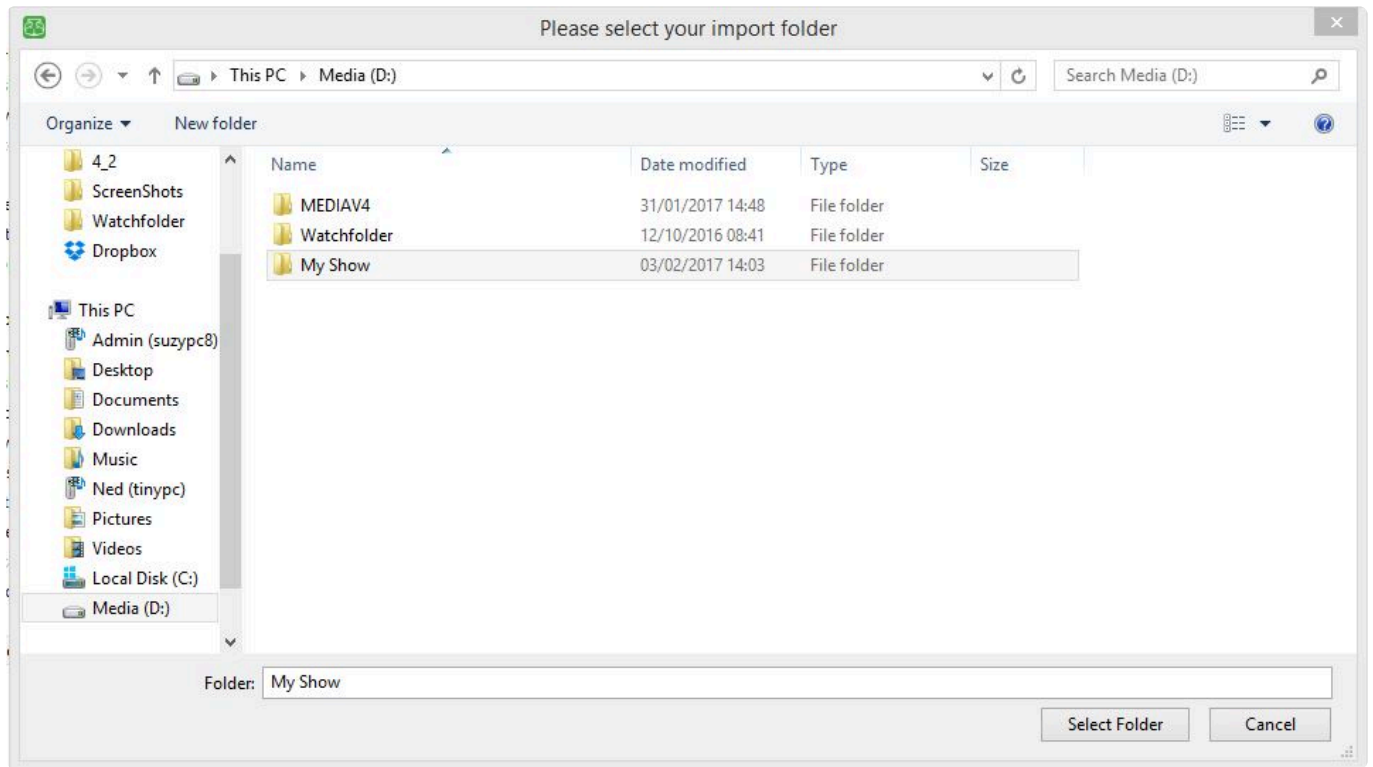 Please select your import folder
This PC Media (D:)
Search Media (D:)
Organize
New folder
4_2
ScreenShots
Watchfolder
Dropbox
This PC
Admin (suzypc8)
Desktop
Documents
Downloads
Music
Ned (tinypc)
Pictures
Videos
Local Disk (C:)
Media (D:)
Name Date modified Type Size
MEDIAV4 31/01/2017 14:48 File folder
Watchfolder 12/10/2016 08:41 File folder
My Show 03/02/2017 14:03 File folder
Folder: My Show
Select Folder Cancel